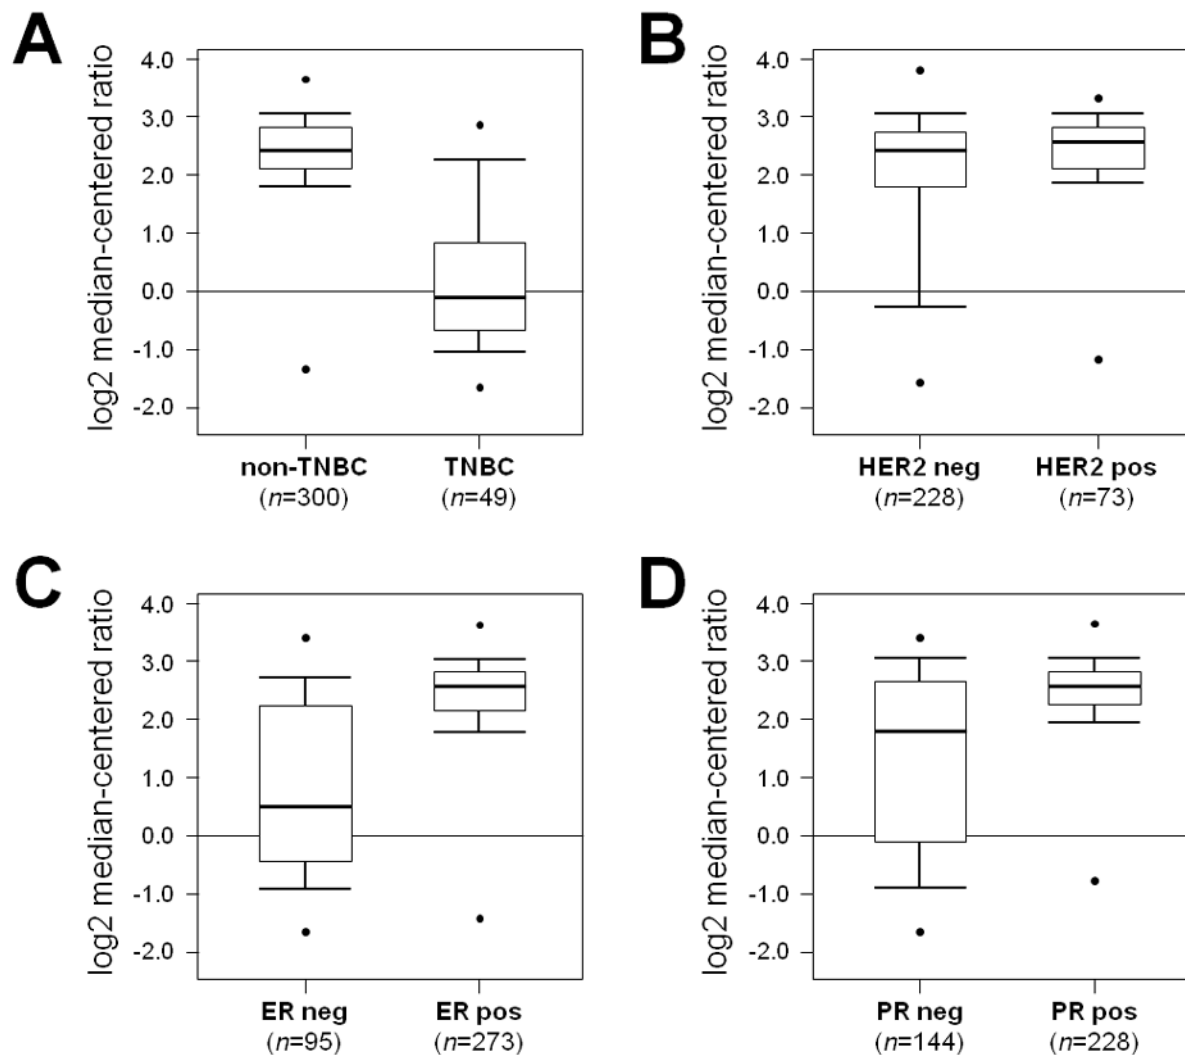 A
log2 median-centered ratio
4.0
3.0
2.0
1.0
0.0
-1.0
-2.0
non-TNBC
(n=300)
TNBC
(n=49)
B
log2 median-centered ratio
4.0
3.0
2.0
1.0
0.0
-1.0
-2.0
HER2 neg
(n=228)
HER2 pos
(n=73)
C
log2 median-centered ratio
4.0
3.0
2.0
1.0
0.0
-1.0
-2.0
ER neg
(n=95)
ER pos
(n=273)
D
log2 median-centered ratio
4.0
3.0
2.0
1.0
0.0
-1.0
-2.0
PR neg
(n=144)
PR pos
(n=228)